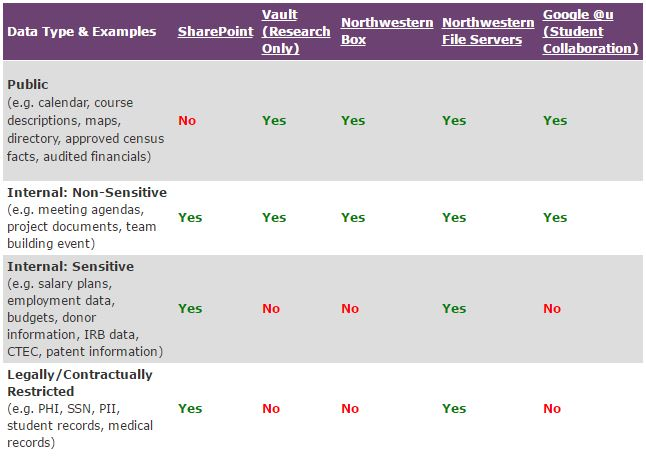 Data Type & Examples SharePoint Vault (Research Only) Northwestern Box Northwestern File Servers Google @u (Student Collaboration)
Public
(e.g. calendar, course
descriptions, maps,
directory, approved census
facts, audited financials)
No Yes Yes Yes Yes
Internal: Non-Sensitive
(e.g. meeting agendas,
project documents, team
building event)
Yes Yes Yes Yes Yes
Internal: Sensitive
(e.g. salary plans,
employment data,
budgets, donor
information, IRB data,
CTEC, patent information)
Yes No No Yes No
Legally/Contractually
Restricted
(e.g. PHI, SSN, PII,
student records, medical
records)
Yes No No Yes No